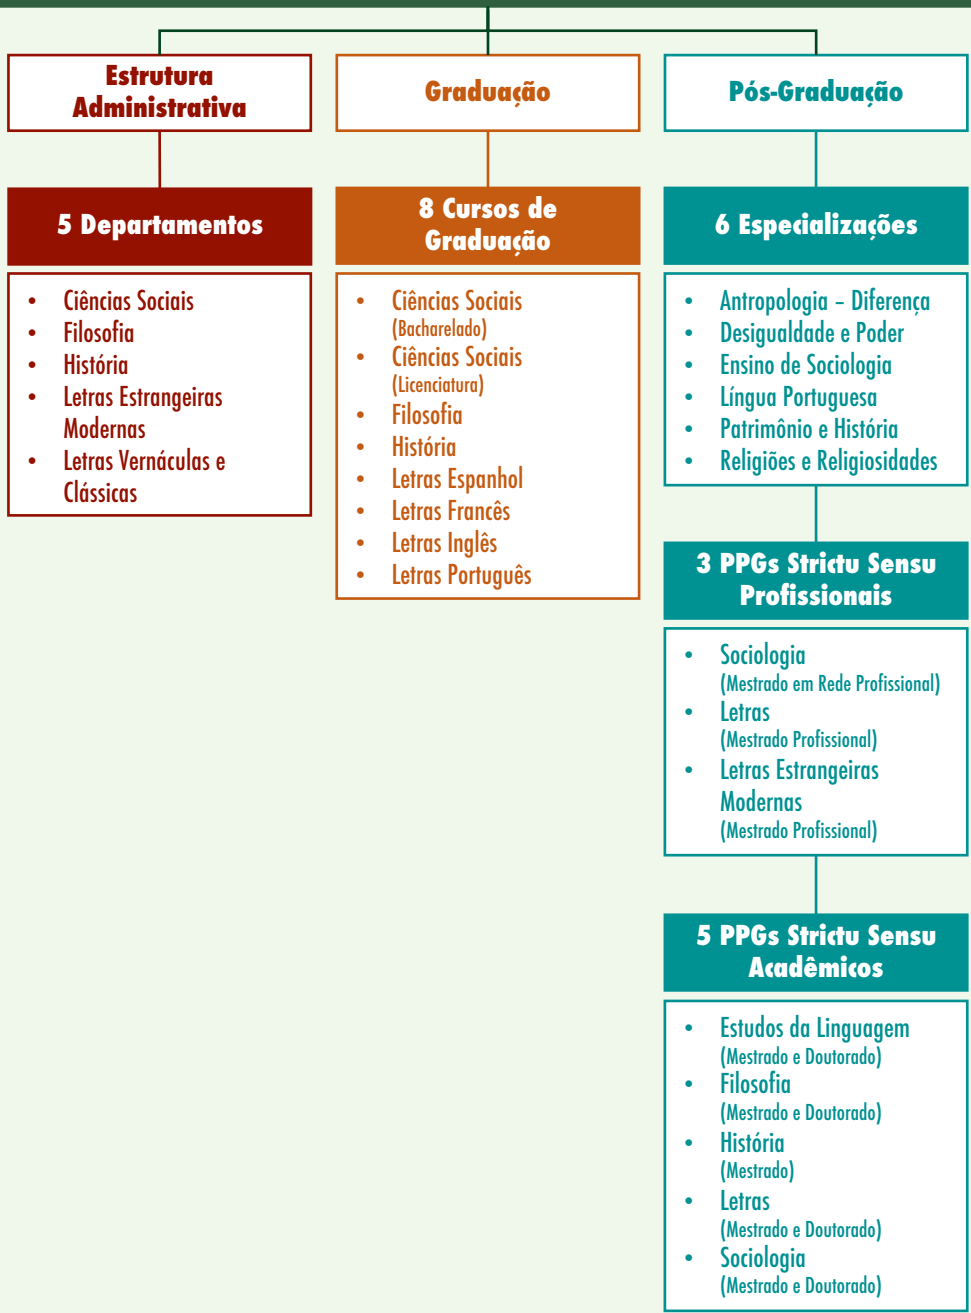 Estrutura
Administrativa
5 Departamentos
• Ciências Sociais
• Filosofia
• História
• Letras Estrangeiras
Modernas
• Letras Vernáculas e
Clássicas
Graduação
8 Cursos de
Graduação
• Ciências Sociais
(Bacharelado)
• Ciências Sociais
(Licenciatura)
• Filosofia
• História
• Letras Espanhol
• Letras Francês
• Letras Inglês
• Letras Português
Pós-Graduação
6 Especializações
• Antropologia – Diferença
• Desigualdade e Poder
• Ensino de Sociologia
• Língua Portuguesa
• Patrimônio e História
• Religiões e Religiosidades
3 PPGs Strictu Sensu
Profissionais
• Sociologia
(Mestrado em Rede Profissional)
• Letras
(Mestrado Profissional)
• Letras Estrangeiras
Modernas
(Mestrado Profissional)
5 PPGs Strictu Sensu
Acadêmicos
• Estudos da Linguagem
(Mestrado e Doutorado)
• Filosofia
(Mestrado e Doutorado)
• História
(Mestrado)
• Letras
(Mestrado e Doutorado)
• Sociologia
(Mestrado e Doutorado)